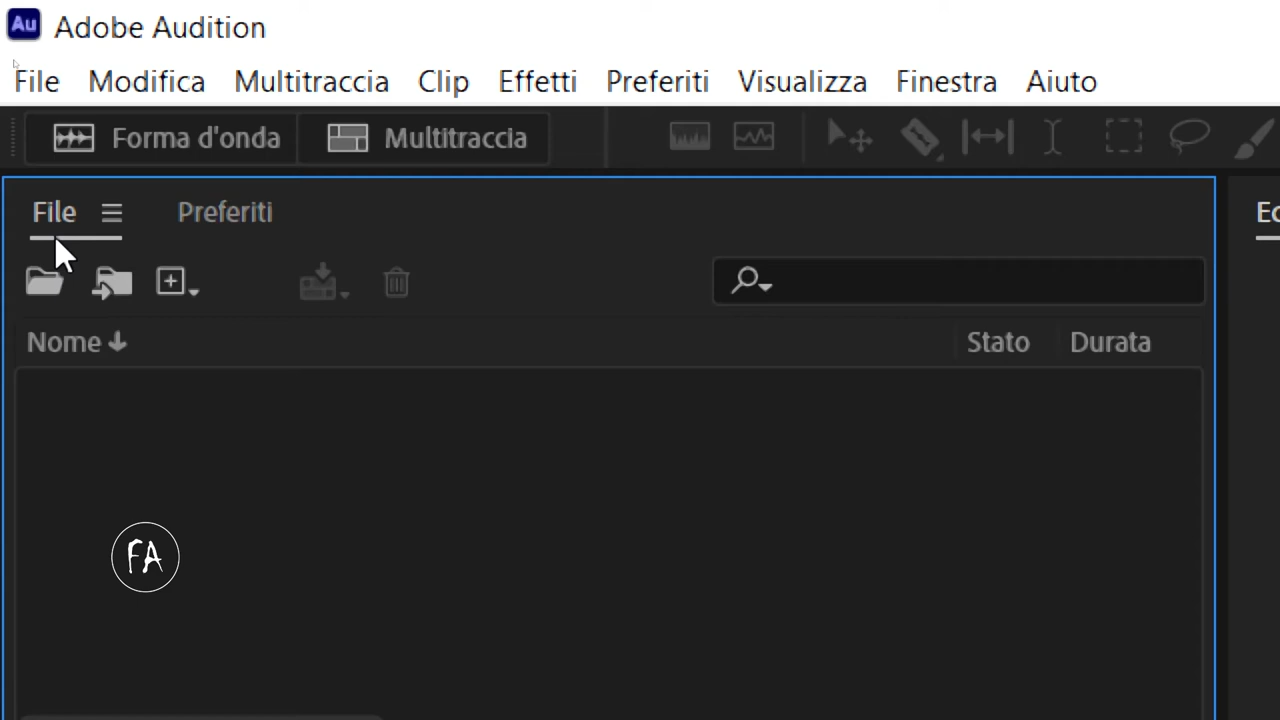 Au Adobe Audition
File Modifica Multitraccia Clip Effetti Preferiti Visualizza Finestra Aiuto
Forma d'onda Multitraccia
File Preferiti
Nome Stato Durata
FA